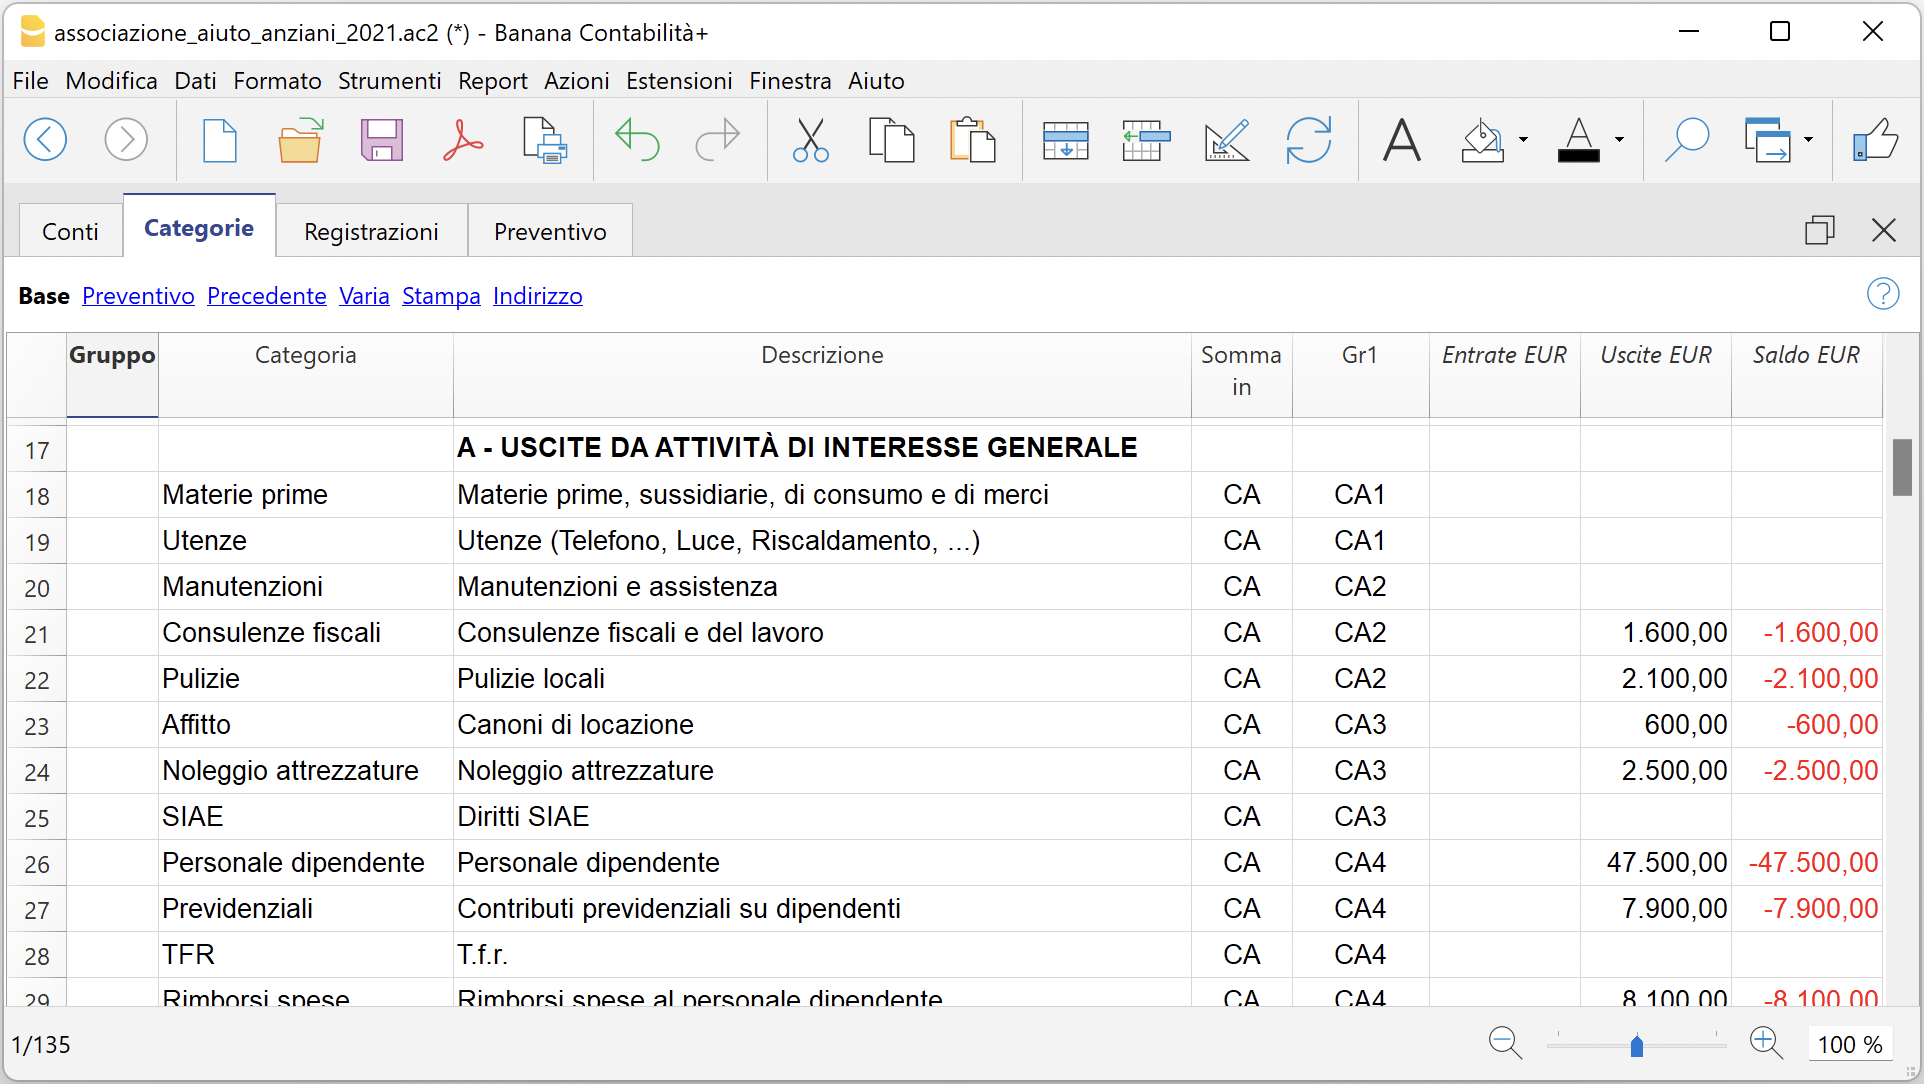 associazione_aiuto_anziani_2021.ac2 (*) - Banana Contabilità+
File Modifica Dati Formato Strumenti Report Azioni Estensioni Finestra Aiuto
Conti Categorie Registrazioni Preventivo
Base Preventivo Precedente Varia Stampa Indirizzo
Gruppo Categoria Descrizione Somma in Gr1 Entrate EUR Uscite EUR Saldo EUR
17 A - USCITE DA ATTIVITÀ DI INTERESSE GENERALE
18 Materie prime Materie prime, sussidiarie, di consumo e di merci CA CA1
19 Utenze Utenze (Telefono, Luce, Riscaldamento, ...) CA CA1
20 Manutenzioni Manutenzioni e assistenza CA CA2
21 Consulenze fiscali Consulenze fiscali e del lavoro CA CA2 1.600,00 -1.600,00
22 Pulizie Pulizie locali CA CA2 2.100,00 -2.100,00
23 Affitto Canoni di locazione CA CA3 600,00 -600,00
24 Noleggio attrezzature Noleggio attrezzature CA CA3 2.500,00 -2.500,00
25 SIAE Diritti SIAE CA CA3
26 Personale dipendente Personale dipendente CA CA4 47.500,00 -47.500,00
27 Previdenziali Contributi previdenziali su dipendenti CA CA4 7.900,00 -7.900,00
28 TFR T.f.r. CA CA4
29 Rimborsi spese Rimborsi spese al personale dipendente CA CA4 8.100,00 -8.100,00
1/135 100 %